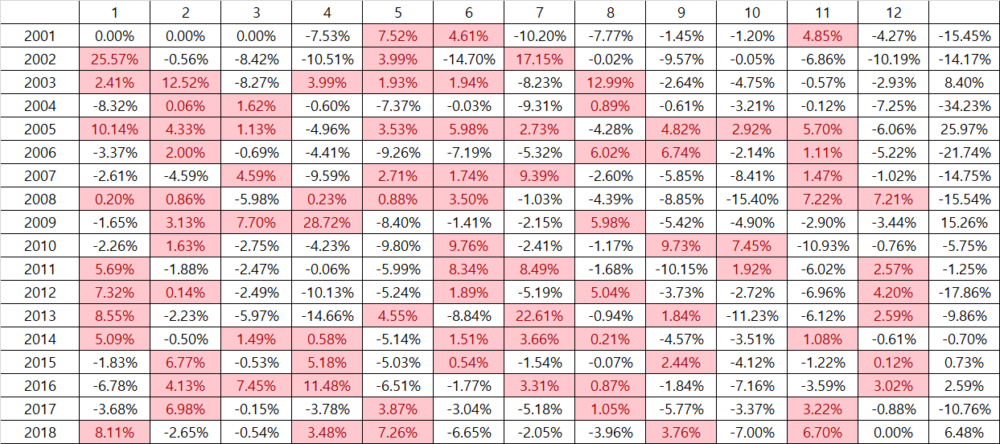 1 2 3 4 5 6 7 8 9 10 11 12
2001 0.00% 0.00% 0.00% -7.53% 7.52% 4.61% -10.20% -7.77% -1.45% -1.20% 4.85% -4.27% -15.45%
2002 25.57% -0.56% -8.42% -10.51% 3.99% -14.70% 17.15% -0.02% -9.57% -0.05% -6.86% -10.19% -14.17%
2003 2.41% 12.52% -8.27% 3.99% 1.93% 1.94% -8.23% 12.99% -2.64% -4.75% -0.57% -2.93% 8.40%
2004 -8.32% 0.06% 1.62% -0.60% -7.37% -0.03% -9.31% 0.89% -0.61% -3.21% -0.12% -7.25% -34.23%
2005 10.14% 4.33% 1.13% -4.96% 3.53% 5.98% 2.73% -4.28% 4.82% 2.92% 5.70% -6.06% 25.97%
2006 -3.37% 2.00% -0.69% -4.41% -9.26% -7.19% -5.32% 6.02% 6.74% -2.14% 1.11% -5.22% -21.74%
2007 -2.61% -4.59% 4.59% -9.59% 2.71% 1.74% 9.39% -2.60% -5.85% -8.41% 1.47% -1.02% -14.75%
2008 0.20% 0.86% -5.98% 0.23% 0.88% 3.50% -1.03% -4.39% -8.85% -15.40% 7.22% 7.21% -15.54%
2009 -1.65% 3.13% 7.70% 28.72% -8.40% -1.41% -2.15% 5.98% -5.42% -4.90% -2.90% -3.44% 15.26%
2010 -2.26% 1.63% -2.75% -4.23% -9.80% 9.76% -2.41% -1.17% 9.73% 7.45% -10.93% -0.76% -5.75%
2011 5.69% -1.88% -2.47% -0.06% -5.99% 8.34% 8.49% -1.68% -10.15% 1.92% -6.02% 2.57% -1.25%
2012 7.32% 0.14% -2.49% -10.13% -5.24% 1.89% -5.19% 5.04% -3.73% -2.72% -6.96% 4.20% -17.86%
2013 8.55% -2.23% -5.97% -14.66% 4.55% -8.84% 22.61% -0.94% 1.84% -11.23% -6.12% 2.59% -9.86%
2014 5.09% -0.50% 1.49% 0.58% -5.14% 1.51% 3.66% 0.21% -4.57% -3.51% 1.08% -0.61% -0.70%
2015 -1.83% 6.77% -0.53% 5.18% -5.03% 0.54% -1.54% -0.07% 2.44% -4.12% -1.22% 0.12% 0.73%
2016 -6.78% 4.13% 7.45% 11.48% -6.51% -1.77% 3.31% 0.87% -1.84% -7.16% -3.59% 3.02% 2.59%
2017 -3.68% 6.98% -0.15% -3.78% 3.87% -3.04% -5.18% 1.05% -5.77% -3.37% 3.22% -0.88% -10.76%
2018 8.11% -2.65% -0.54% 3.48% 7.26% -6.65% -2.05% -3.96% 3.76% -7.00% 6.70% 0.00% 6.48%